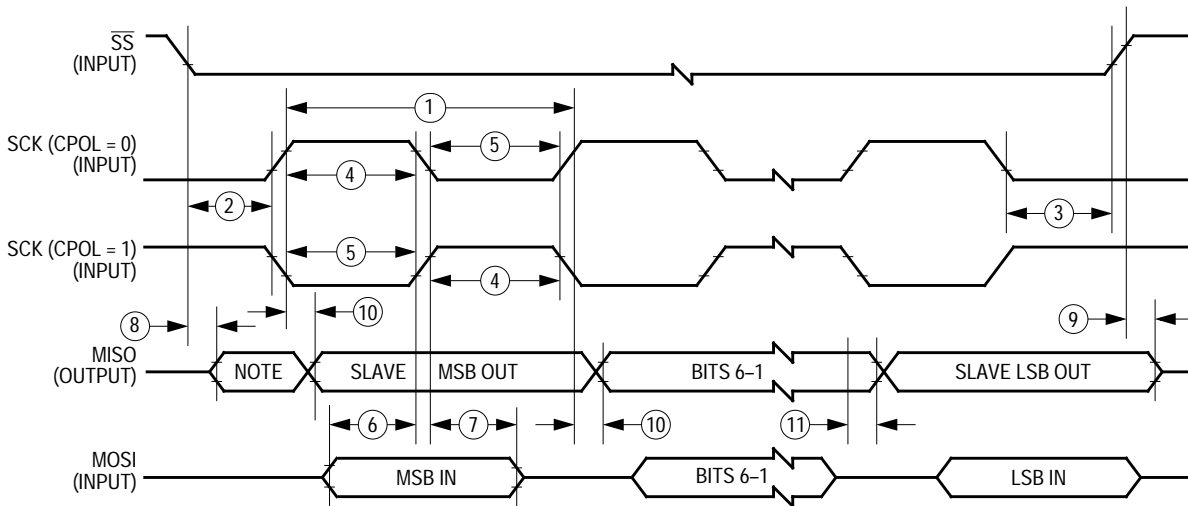 SS
(INPUT)
1
SCK (CPOL = 0)
(INPUT)
5
4
2
3
SCK (CPOL = 1)
(INPUT)
5
4
8
10
9
MISO
(OUTPUT)
NOTE
SLAVE MSB OUT
BITS 6–1
SLAVE LSB OUT
6
7
10
11
MOSI
(INPUT)
MSB IN
BITS 6–1
LSB IN